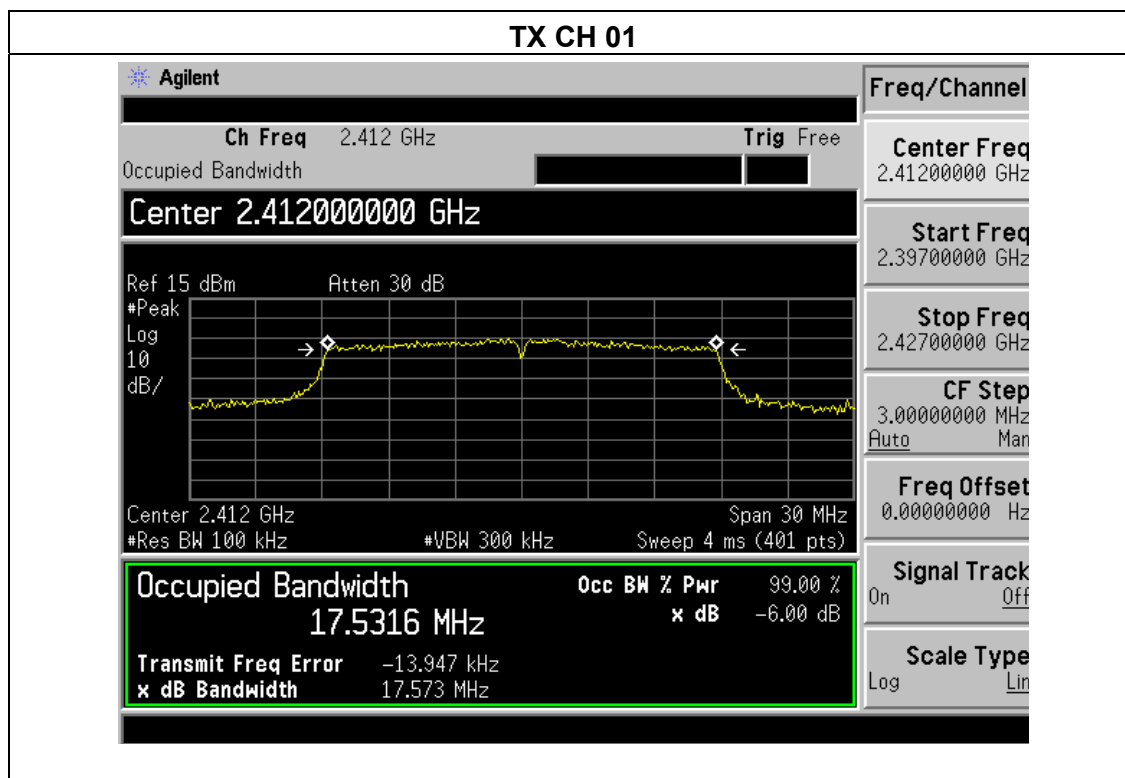 TX CH 01
Agilent
Freq/Channel
Ch Freq 2.412 GHz Trig Free
Occupied Bandwidth
Center Freq
2.41200000 GHz
Center 2.412000000 GHz
Start Freq
2.39700000 GHz
Ref 15 dBm Atten 30 dB
#Peak
Log
10
dB/
Stop Freq
2.42700000 GHz
CF Step
3.00000000 MHz
Auto Man
Freq Offset
0.00000000 Hz
Center 2.412 GHz Span 30 MHz
#Res BW 100 kHz #VBW 300 kHz Sweep 4 ms (401 pts)
Signal Track
On Off
Occupied Bandwidth Occ BW % Pwr 99.00 %
17.5316 MHz x dB -6.00 dB
Transmit Freq Error -13.947 kHz
x dB Bandwidth 17.573 MHz
Scale Type
Log Lin